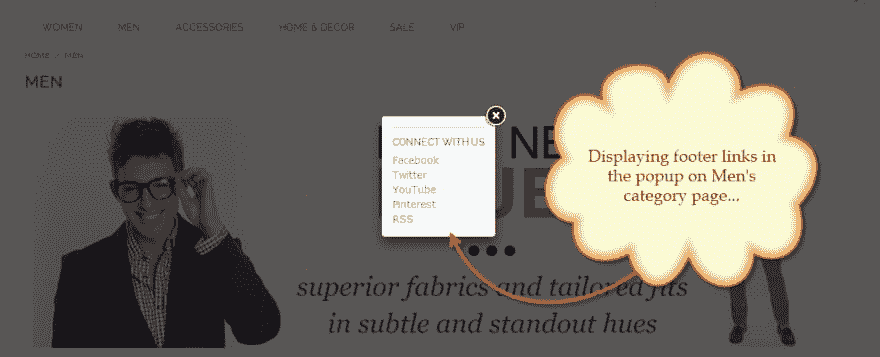 WOMEN MEN ACCESSORIES HOME & DECOR SALE VIP
HOME / MEN
MEN
CONNECT WITH US
Facebook
Twitter
YouTube
Pinterest
RSS
Displaying footer links in
the popup on Men's
category page...
superior fabrics and tailored fits
in subtle and standout hues